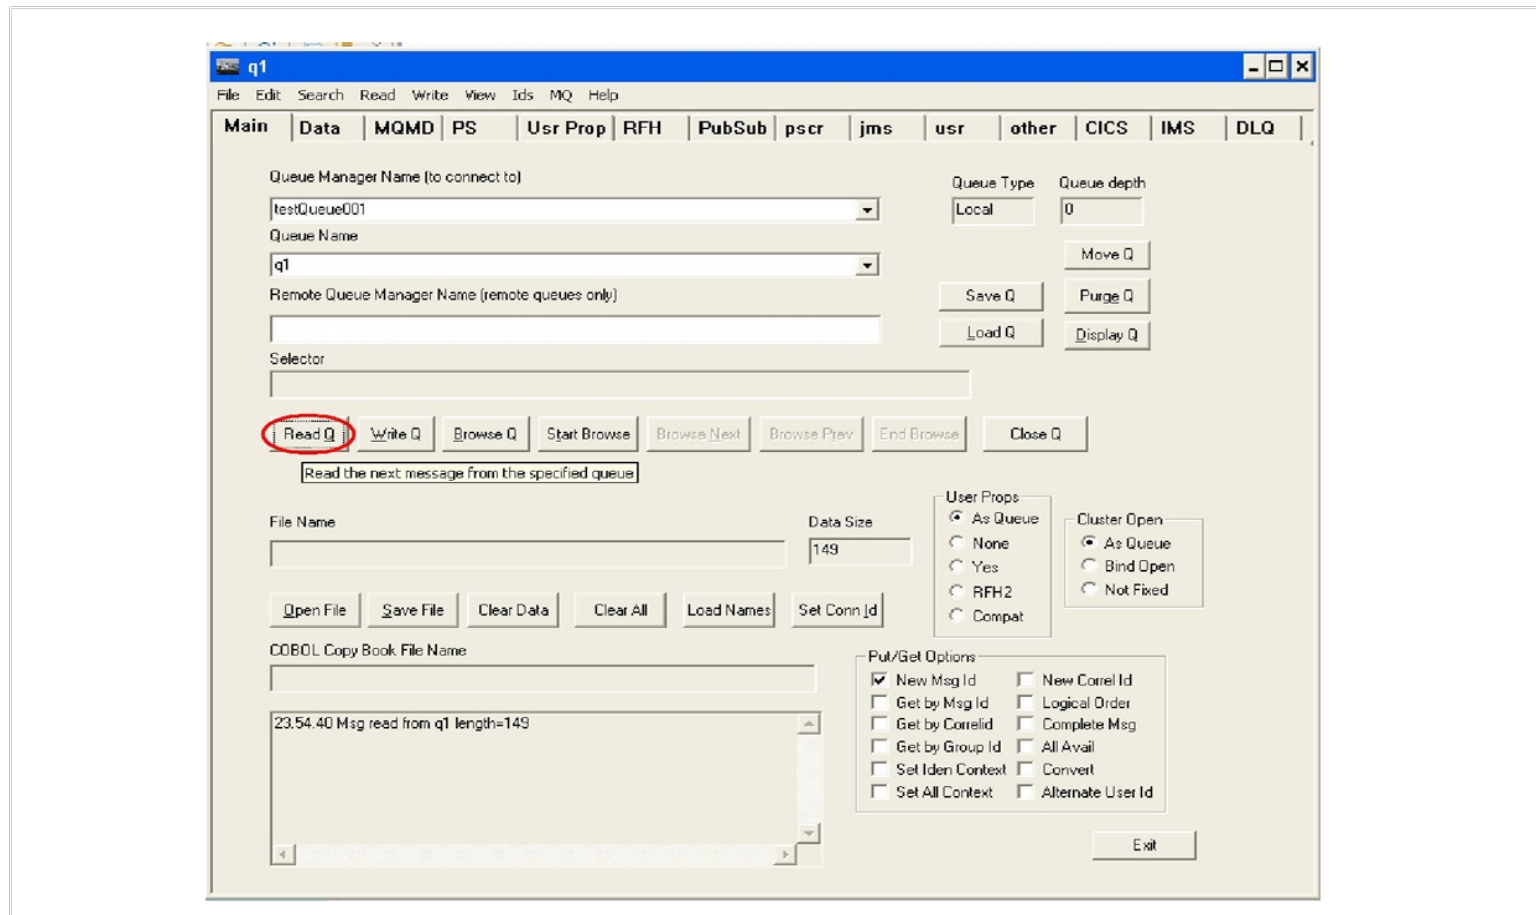 q1
File Edit Search Read Write View Ids MQ Help
Main Data MQMD PS Usr Prop RFH PubSub pscr jms usr other CICS IMS DLQ
Queue Manager Name (to connect to)
Queue Type Queue depth
testQueue001
Local 0
Queue Name
q1
Move Q
Remote Queue Manager Name (remote queues only)
Save Q Purge Q
Load Q Display Q
Selector
Read Q Write Q Browse Q Start Browse Browse Next Browse Prev End Browse Close Q
Read the next message from the specified queue
User Props
File Name Data Size As Queue Cluster Open
149 None As Queue
Yes Bind Open
RFH2 Not Fixed
Open File Save File Clear Data Clear All Load Names Set Conn Id
Compat
COBOL Copy Book File Name
Put/Get Options
New Msg Id New Correl Id
Get by Msg Id Logical Order
23.54.40 Msg read from q1 length=149
Get by Correlid Complete Msg
Get by Group Id All Avail
Set Iden Context Convert
Set All Context Alternate User Id
Exit